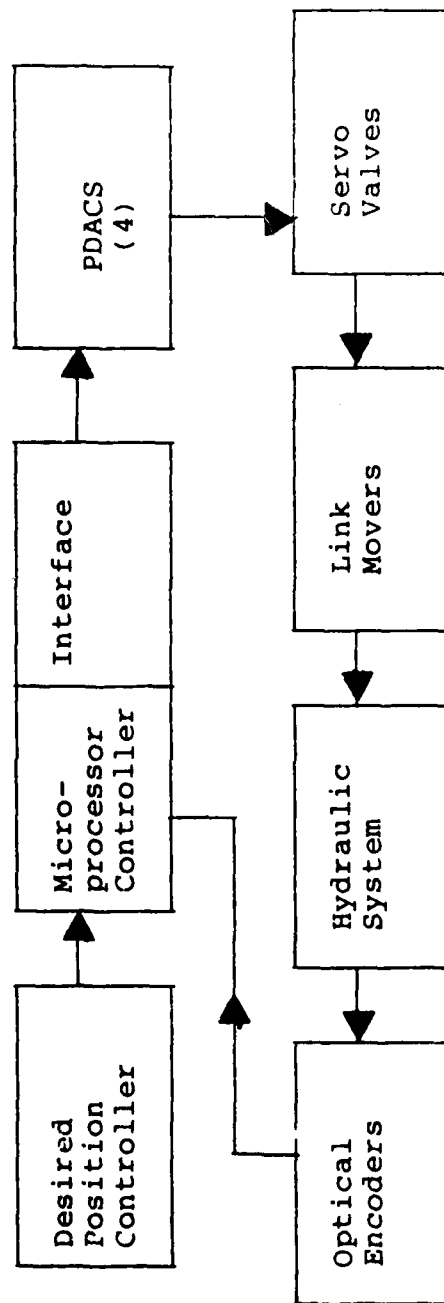 Desired
Position
Controller
Micro-
processor
Controller
Interface
PDACS
(4)
Optical
Encoders
Hydraulic
System
Link
Movers
Servo
Valves